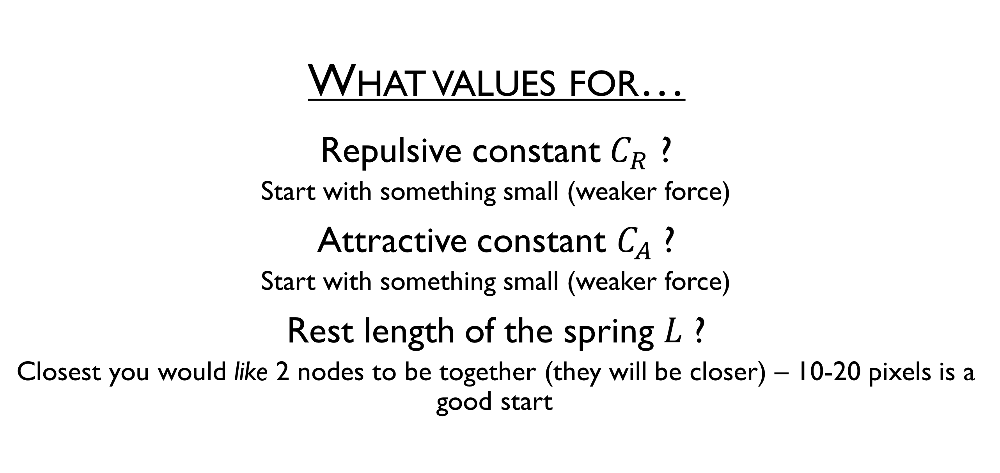 WHAT VALUES FOR…
Repulsive constant C_R ?
Start with something small (weaker force)
Attractive constant C_A ?
Start with something small (weaker force)
Rest length of the spring L ?
Closest you would like 2 nodes to be together (they will be closer) – 10-20 pixels is a
good start